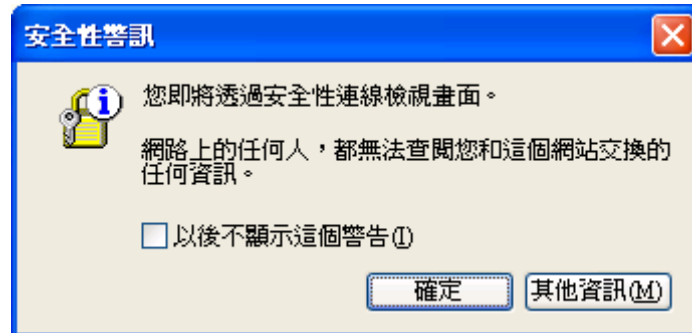 安全性警訊
您即將透過安全性連線檢視畫面。
網路上的任何人，都無法查閱您和這個網站交換的
任何資訊。
以後不顯示這個警告(I)
確定
其他資訊(M)